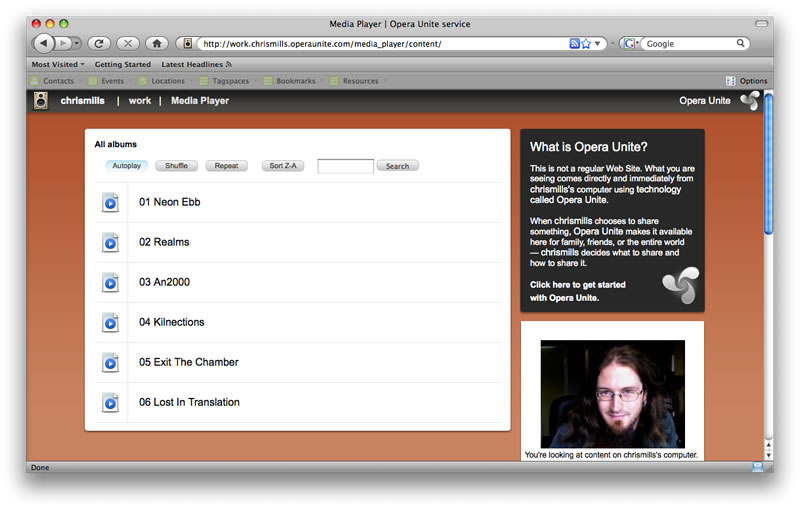 Media Player | Opera Unite service
http://work.chrismills.operaunite.com/media_player/content/
Google
Most Visited Getting Started Latest Headlines
Contacts Events Locations Tagspaces Bookmarks Resources Options
chrismills | work | Media Player Opera Unite
All albums
Autoplay Shuffle Repeat Sort Z-A Search
01 Neon Ebb
02 Realms
03 An2000
04 Kilnections
05 Exit The Chamber
06 Lost In Translation
What is Opera Unite?
This is not a regular Web Site. What you are
seeing comes directly and immediately from
chrismills's computer using technology
called Opera Unite.
When chrismills chooses to share
something, Opera Unite makes it available
here for family, friends, or the entire world
— chrismills decides what to share and
how to share it.
Click here to get started
with Opera Unite.
You're looking at content on chrismills's computer.
Done